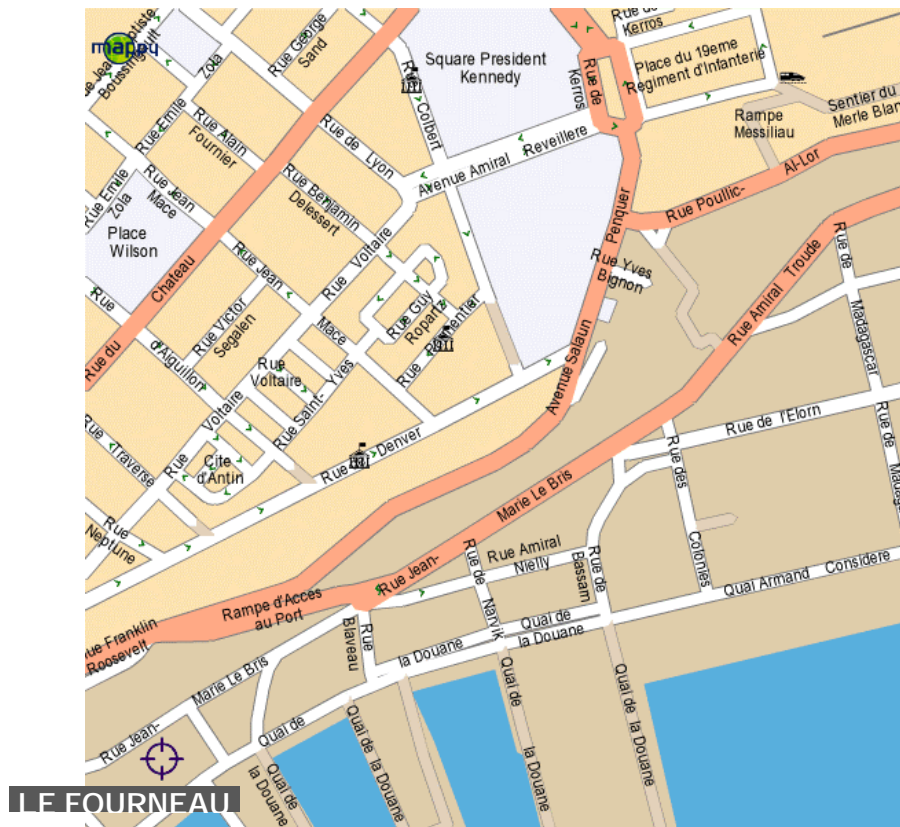 mappy
Boussingault
Zola
Rue George
Sand
Rue de
Kerros
Square President
Kennedy
Place du 19eme
Regiment d'Infanterie
Rue de
Kerros
Rue Colbert
Sentier du
Merle Blanc
Rampe
Messiliau
Rue Emile
Rue Alain
Fournier
Rue de Lyon
Avenue Amiral Reveillere
Al-Lor
Rue Poullic-
Rue Jean
Mace
Rue Benjamin
Delessert
Rue Emile
Zola
Place
Wilson
Penquer
Rue Voltaire
Rue Jean
Mace
Rue Yves
Bignon
Rue de
Madagascar
Rue Amiral Troude
Chateau
Rue du
Rue
d'Aiguillon
Rue Victor
Segalen
Rue Guy
Ropartz
Rue Parmentier
Avenue Salaun
Rue
Voltaire
Rue Saint-Yves
Rue Voltaire
Rue Traverse
Cite
d'Antin
Rue Denver
Rue de l'Elorn
Rue de
Rue des
Colonies
Rue
Neptune
Marie Le Bris
Rue Jean-
Rue Amiral
Nielly
Rue de
Bassam
Rue de
Narvik
Quai Armand Considere
Rampe d'Accès
au Port
Rue
Blaveau
Quai de
la Douane
la Douane
Franklin
Roosevelt
Marie Le Bris
Rue Jean-
Quai de
Quai de
la Douane
Quai de la Douane
Quai de la Douane
Quai de la Douane
LE FOURNEAU